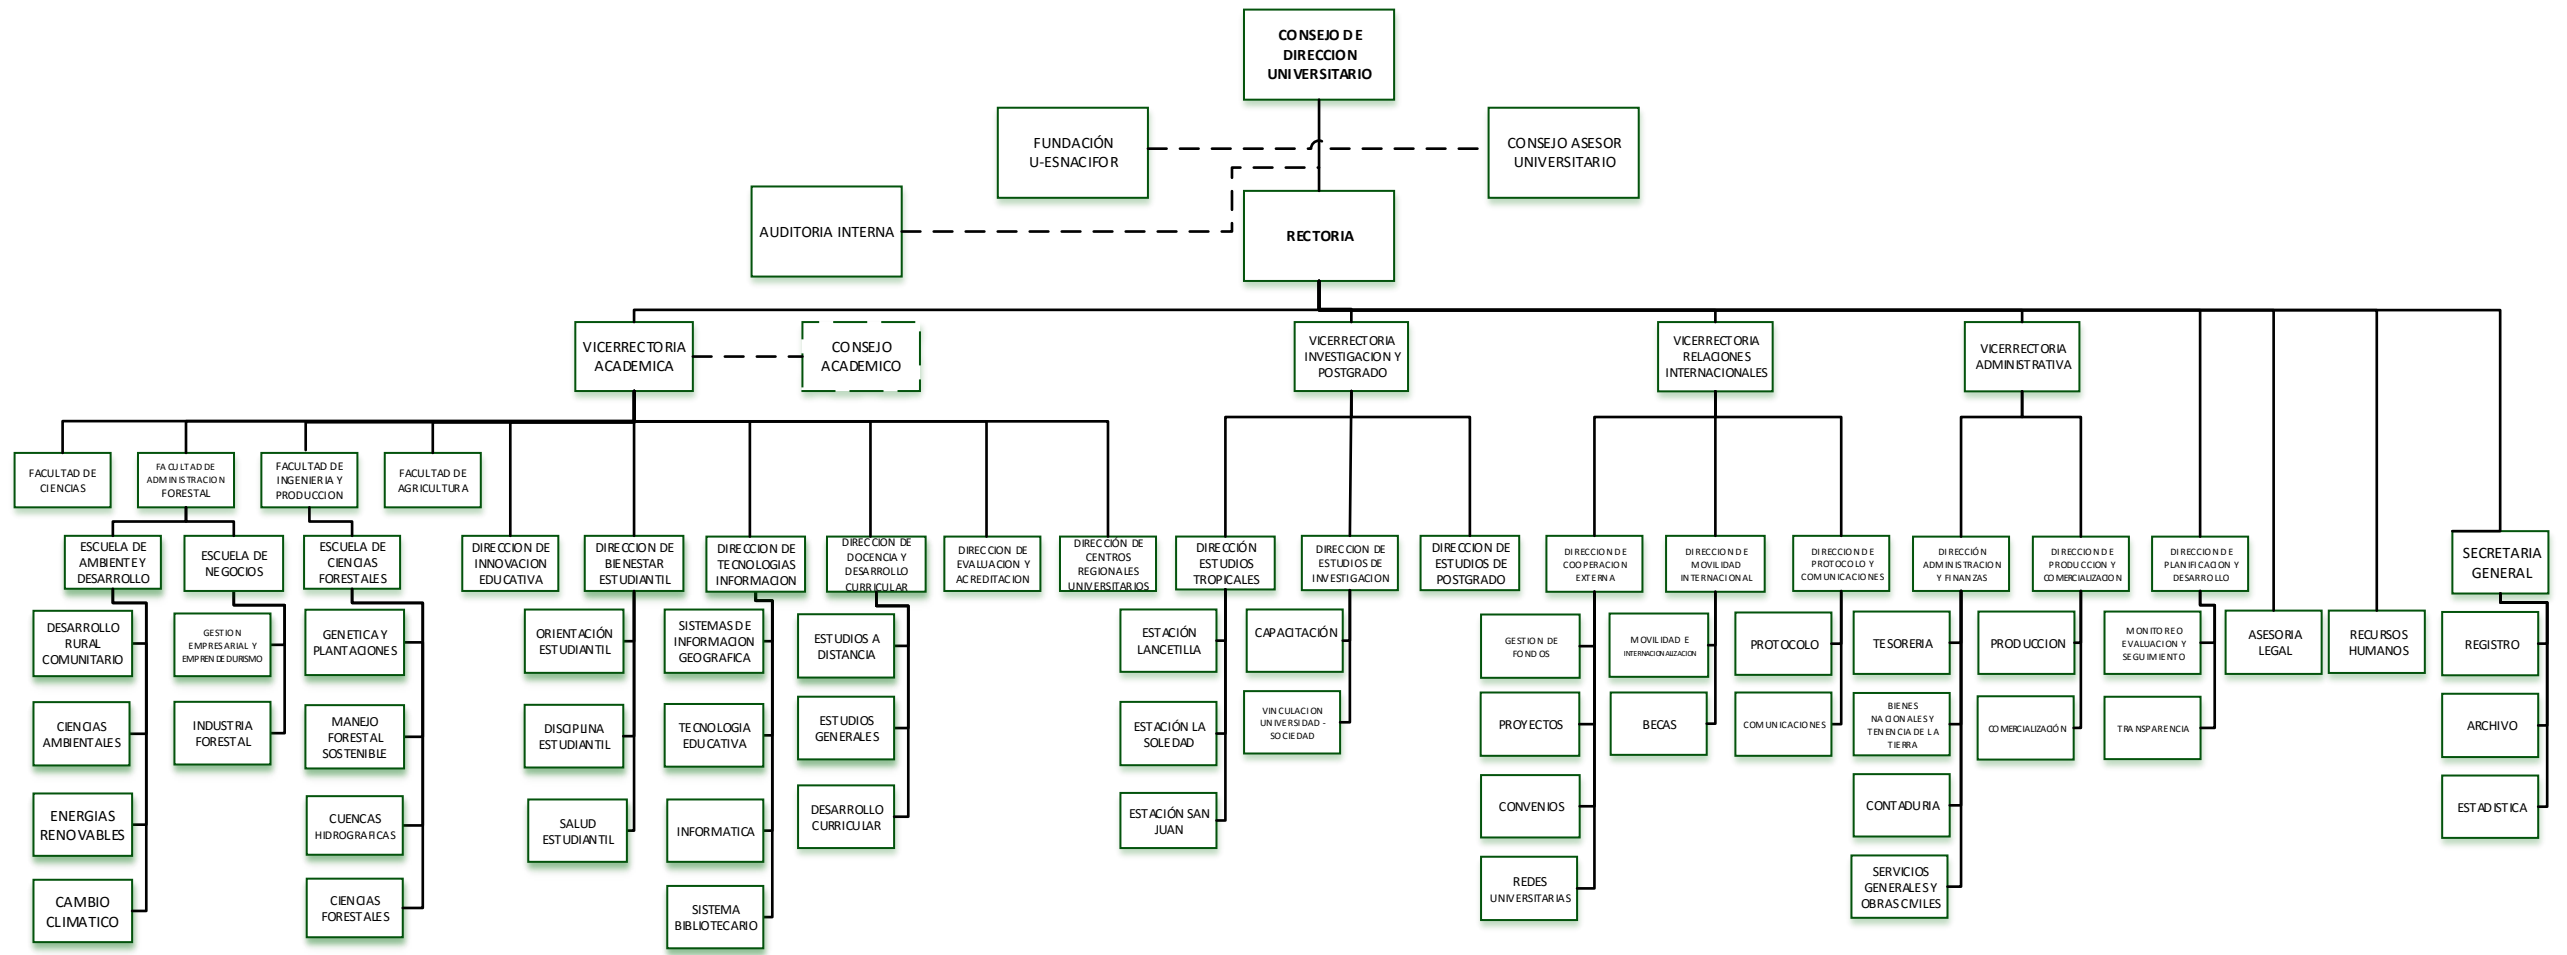 CONSEJO DE
DIRECCION
UNIVERSITARIO
FUNDACIÓN
U-ESNACIFOR
CONSEJO ASESOR
UNIVERSITARIO
AUDITORIA INTERNA
RECTORIA
VICERRECTORIA
ACADEMICA
CONSEJO
ACADEMICO
VICERRECTORIA
INVESTIGACION Y
POSTGRADO
VICERRECTORIA
RELACIONES
INTERNACIONALES
VICERRECTORIA
ADMINISTRATIVA
FACULTAD DE
CIENCIAS
FACULTAD DE
ADMINISTRACION
FORESTAL
FACULTAD DE
INGENIERIA Y
PRODUCCION
FACULTAD DE
AGRICULTURA
ESCUELA DE
AMBIENTE Y
DESARROLLO
ESCUELA DE
NEGOCIOS
ESCUELA DE
CIENCIAS
FORESTALES
DIRECCION DE
INNOVACION
EDUCATIVA
DIRECCION DE
BIENESTAR
ESTUDIANTIL
DIRECCION DE
TECNOLOGIAS
INFORMACION
DIRECCION DE
DOCENCIA Y
DESARROLLO
CURRICULAR
DIRECCION DE
EVALUACION Y
ACREDITACION
DIRECCIÓN DE
CENTROS
REGIONALES
UNIVERSITARIOS
DIRECCIÓN
ESTUDIOS
TROPICALES
DIRECCION DE
ESTUDIOS DE
INVESTIGACION
DIRECCION DE
ESTUDIOS DE
POSTGRADO
DIRECCION DE
COOPERACION
EXTERNA
DIRECCION DE
MOVILIDAD
INTERNACIONAL
DIRECCION DE
PROTOCOLO Y
COMUNICACIONES
DIRECCIÓN
ADMINISTRACION
Y FINANZAS
DIRECCION DE
PRODUCCION Y
COMERCIALIZACION
DIRECCION DE
PLANIFICACION Y
DESARROLLO
SECRETARIA
GENERAL
DESARROLLO
RURAL
COMUNITARIO
GESTION
EMPRESARIAL Y
EMPRENDEDURISMO
GENETICA Y
PLANTACIONES
ORIENTACIÓN
ESTUDIANTIL
SISTEMAS DE
INFORMACION
GEOGRAFICA
ESTUDIOS A
DISTANCIA
ESTACIÓN
LANCETILLA
CAPACITACIÓN
GESTION DE
FONDOS
MOVILIDAD E
INTERNACIONALIZACION
PROTOCOLO
TESORERIA
PRODUCCION
MONITOREO
EVALUACION Y
SEGUIMIENTO
ASESORIA
LEGAL
RECURSOS
HUMANOS
REGISTRO
CIENCIAS
AMBIENTALES
INDUSTRIA
FORESTAL
MANEJO
FORESTAL
SOSTENIBLE
DISCIPLINA
ESTUDIANTIL
TECNOLOGIA
EDUCATIVA
ESTUDIOS
GENERALES
ESTACIÓN LA
SOLEDAD
VINCULACION
UNIVERSIDAD -
SOCIEDAD
PROYECTOS
BECAS
COMUNICACIONES
BIENES
NACIONALES Y
TENENCIA DE LA
TIERRA
COMERCIALIZACIÓN
TRANSPARENCIA
ARCHIVO
ENERGIAS
RENOVABLES
CUENCAS
HIDROGRAFICAS
SALUD
ESTUDIANTIL
INFORMATICA
DESARROLLO
CURRICULAR
ESTACIÓN SAN
JUAN
CONVENIOS
CONTADURIA
ESTADISTICA
CAMBIO
CLIMATICO
CIENCIAS
FORESTALES
SISTEMA
BIBLIOTECARIO
REDES
UNIVERSITARIAS
SERVICIOS
GENERALES Y
OBRAS CIVILES